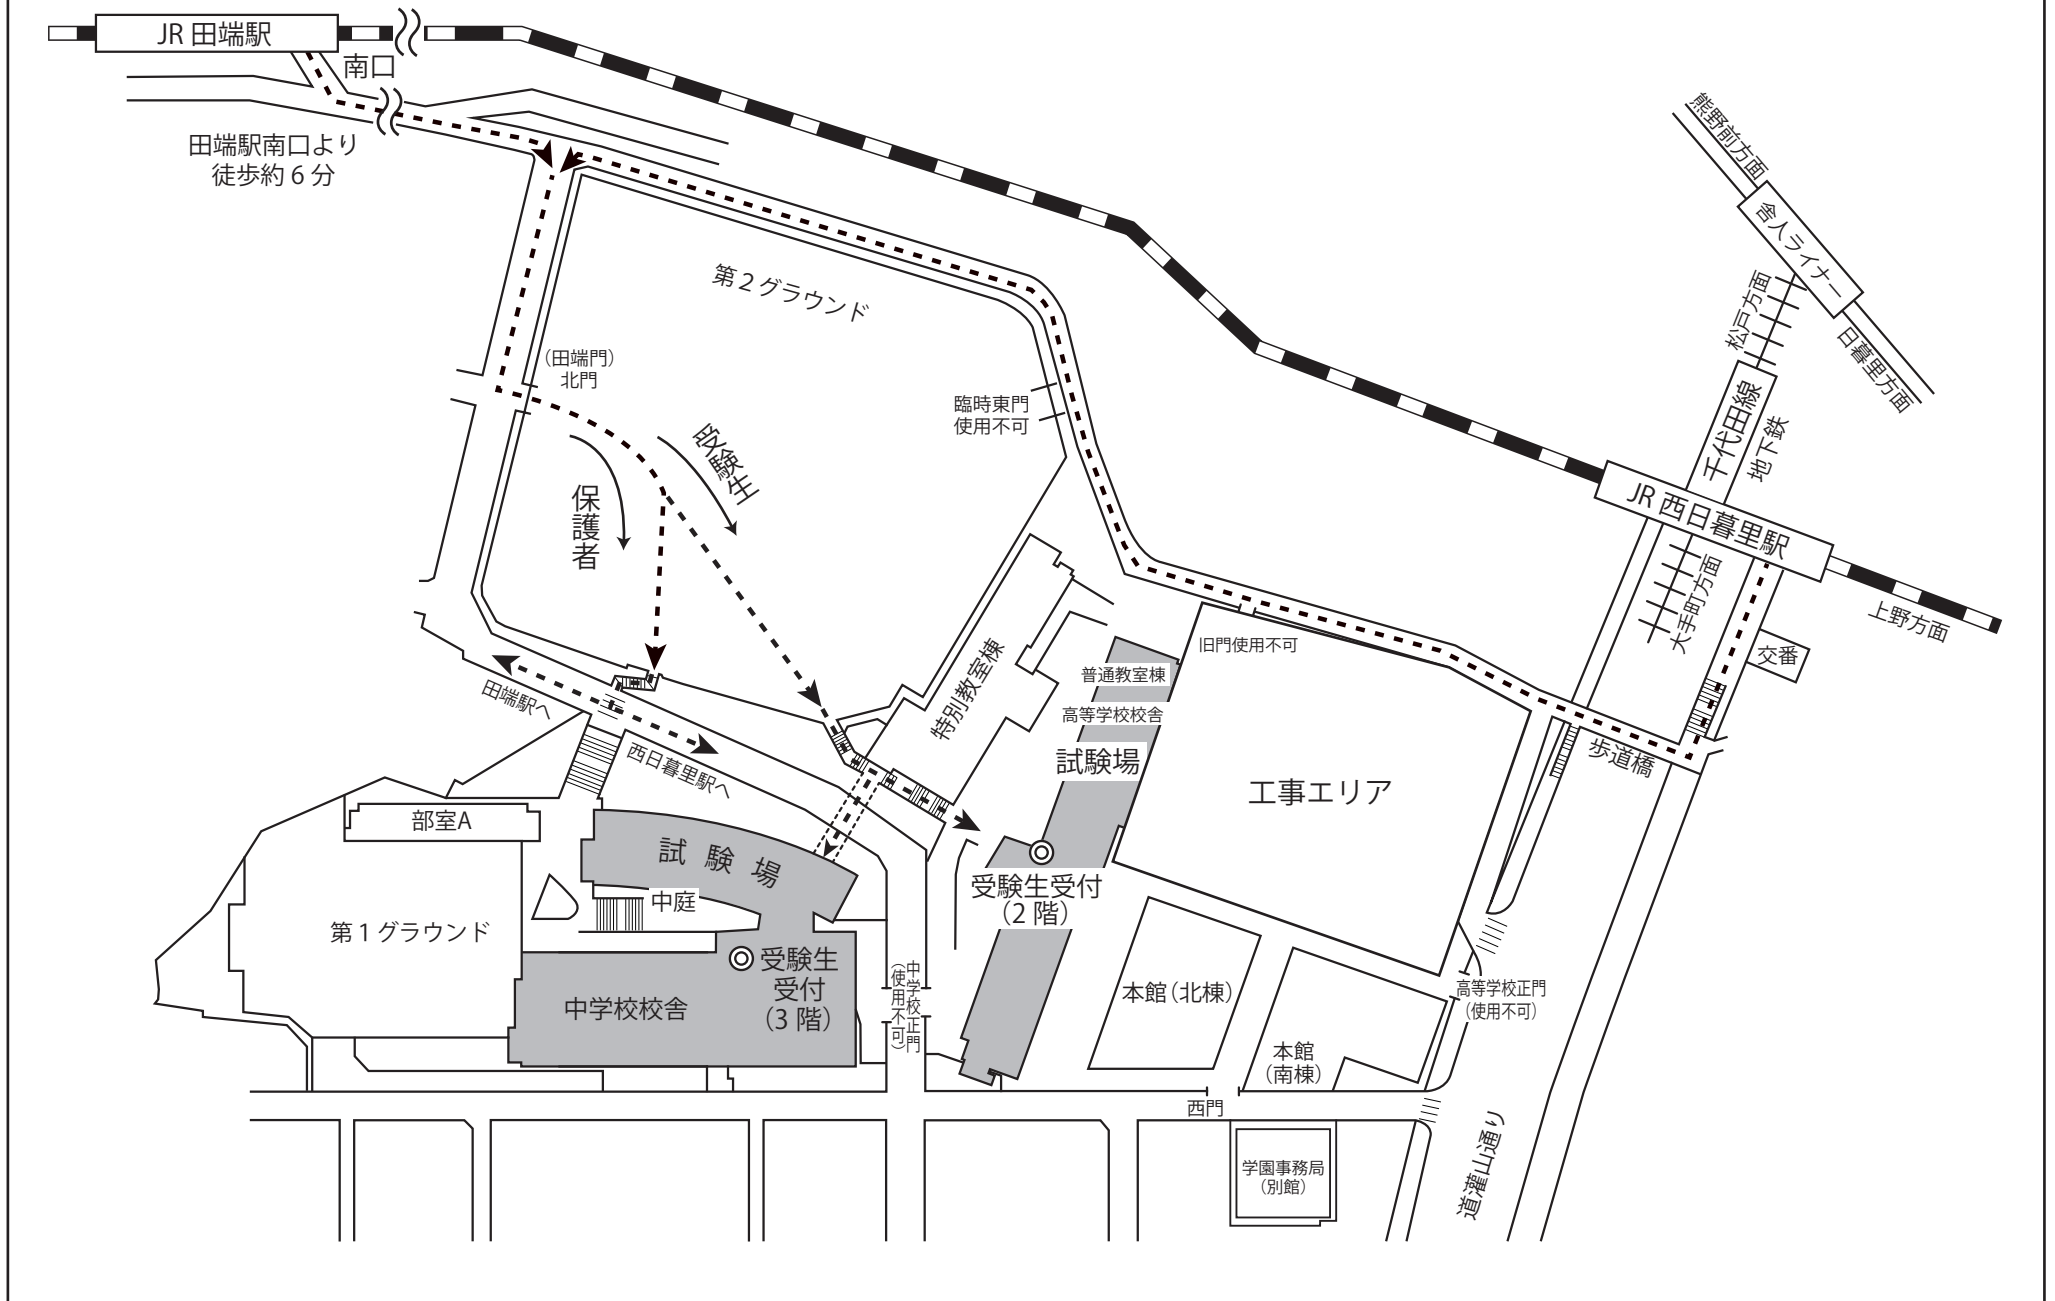 JR 田端駅
南口
田端駅南口より
徒歩約 6 分
熊野前方面
舎人ライナー
日暮里方面
松戸方面
千代田線
地下鉄
JR 西日暮里駅
大手町方面
上野方面
交番
歩道橋
第 2 グラウンド
(田端門)
北門
臨時東門
使用不可
受験生
保護者
田端駅へ
西日暮里駅へ
特別教室棟
普通教室棟
高等学校校舎
試験場
旧門使用不可
工事エリア
部室A
試験場
中庭
第 1 グラウンド
受験生
受付
(3 階)
中学校校舎
中学校正門
(使用不可)
受験生受付
(2 階)
本館(北棟)
本館
(南棟)
高等学校正門
(使用不可)
西門
学園事務局
(別館)
道灌山通り